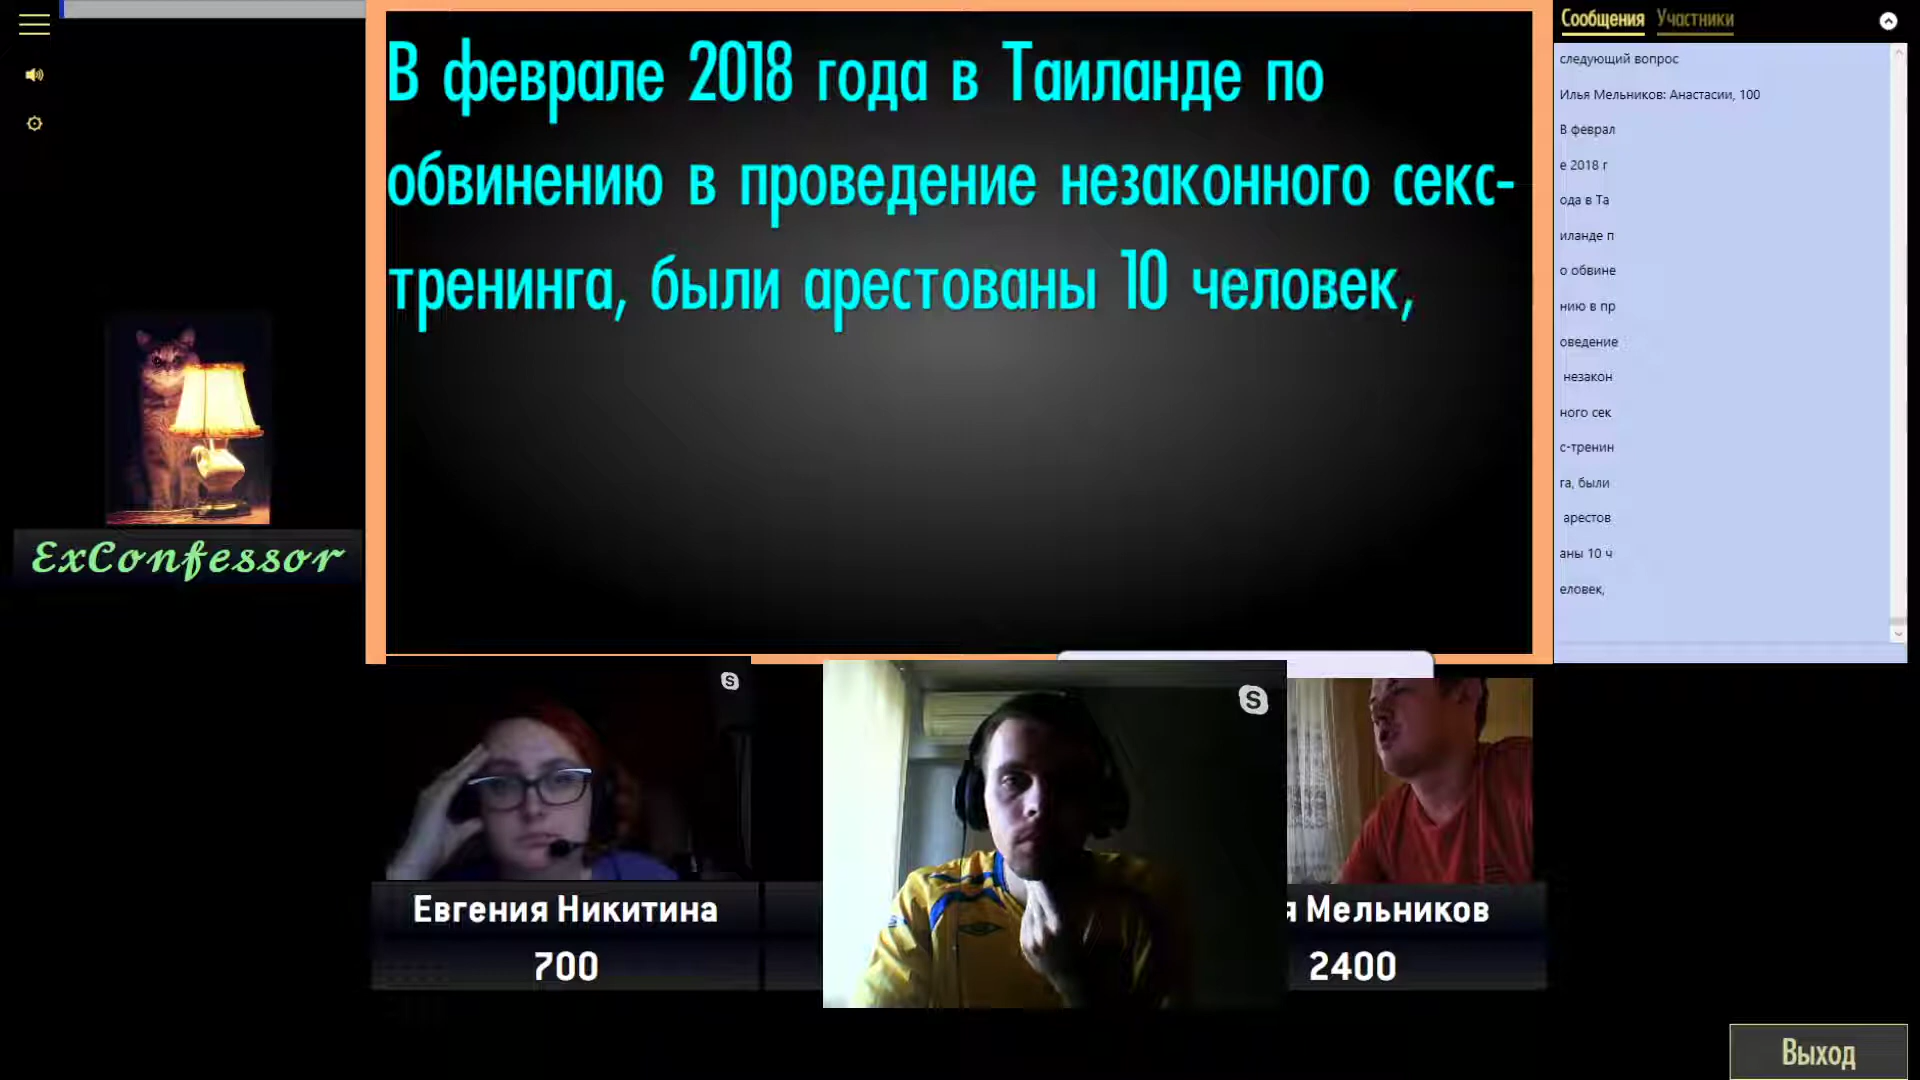 В феврале 2018 года в Таиланде по
обвинению в проведение незаконного секс-
тренинга, были арестованы 10 человек,
Сообщения Участники
следующий вопрос
Илья Мельников: Анастасии, 100
В феврал
е 2018 г
ода в Та
иланде п
о обвине
нию в пр
оведение
незакон
ного сек
с-тренин
га, были
арестов
аны 10 ч
еловек,
ExConfessor
Евгения Никитина
700
я Мельников
2400
Выход